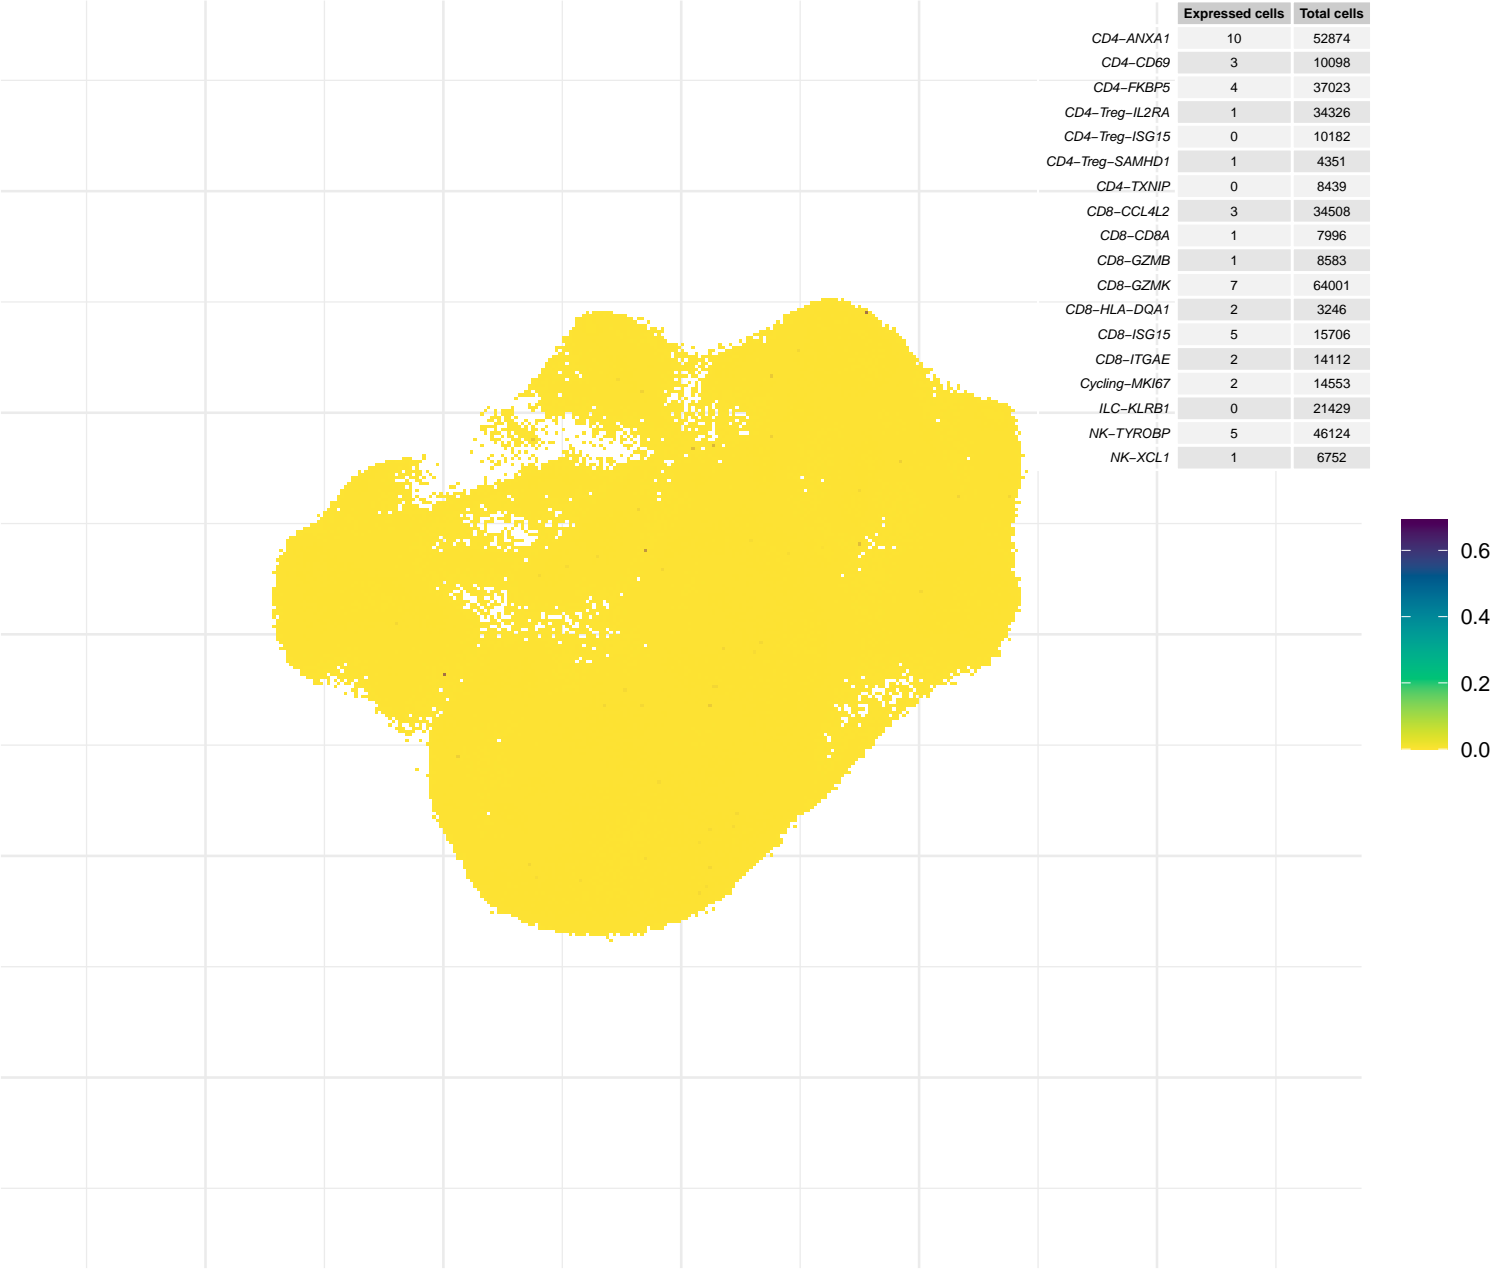 Expressed cells Total cells
CD4−ANXA1 10 52874
CD4−CD69 3 10098
CD4−FKBP5 4 37023
CD4−Treg−IL2RA 1 34326
CD4−Treg−ISG15 0 10182
CD4−Treg−SAMHD1 1 4351
CD4−TXNIP 0 8439
CD8−CCL4L2 3 34508
CD8−CD8A 1 7996
CD8−GZMB 1 8583
CD8−GZMK 7 64001
CD8−HLA−DQA1 2 3246
CD8−ISG15 5 15706
CD8−ITGAE 2 14112
Cycling−MKI67 2 14553
ILC−KLRB1 0 21429
NK−TYROBP 5 46124
NK−XCL1 1 6752
0.6
0.4
0.2
0.0